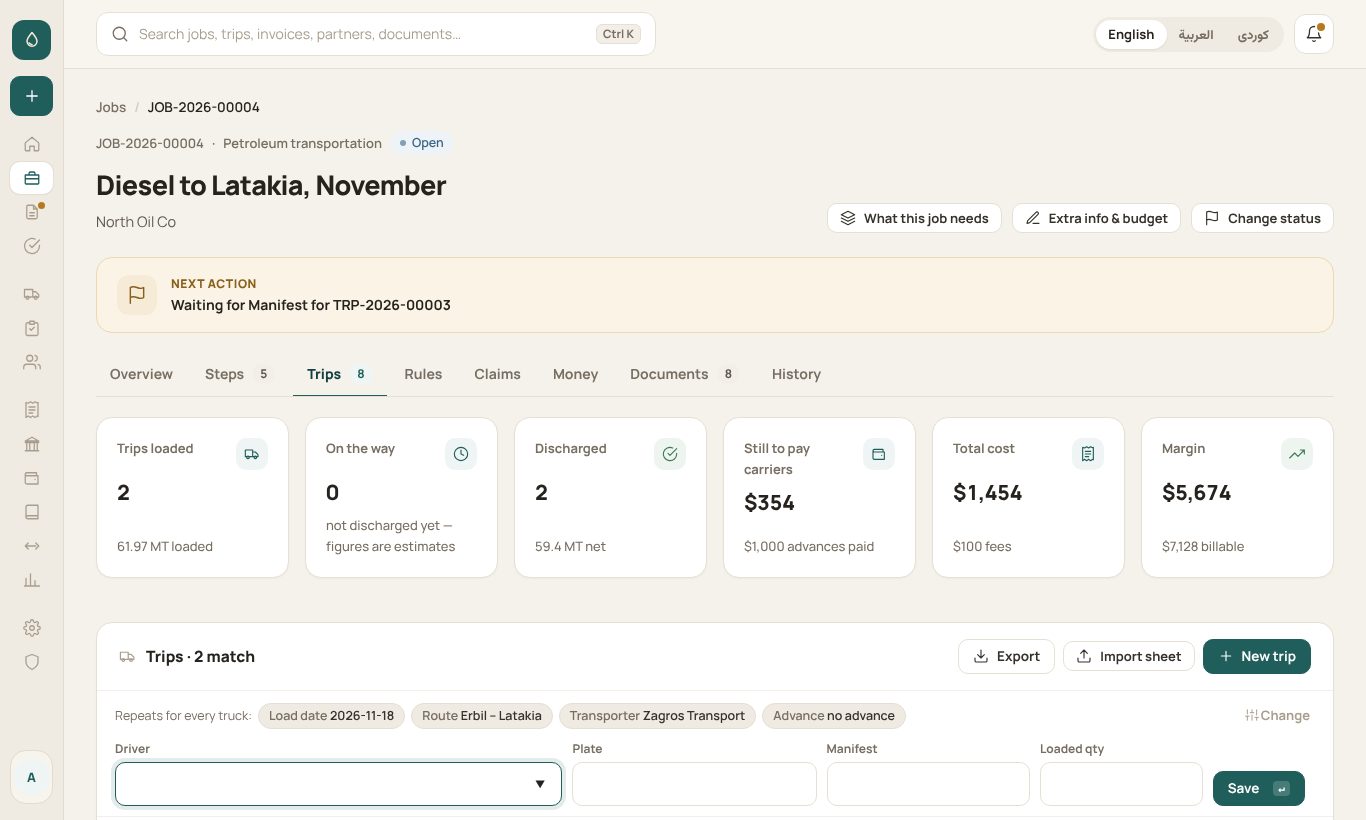 Search jobs, trips, invoices, partners, documents...
Ctrl K
English
العربية
کوردی
Jobs / JOB-2026-00004
JOB-2026-00004 · Petroleum transportation
Open
Diesel to Latakia, November
North Oil Co
What this job needs
Extra info & budget
Change status
NEXT ACTION
Waiting for Manifest for TRP-2026-00003
Overview
Steps 5
Trips 8
Rules
Claims
Money
Documents 8
History
Trips loaded
2
61.97 MT loaded
On the way
0
not discharged yet —
figures are estimates
Discharged
2
59.4 MT net
Still to pay
carriers
$354
$1,000 advances paid
Total cost
$1,454
$100 fees
Margin
$5,674
$7,128 billable
Trips · 2 match
Export
Import sheet
+ New trip
Repeats for every truck:
Load date 2026-11-18
Route Erbil – Latakia
Transporter Zagros Transport
Advance no advance
Change
Driver
Plate
Manifest
Loaded qty
Save ↵
A